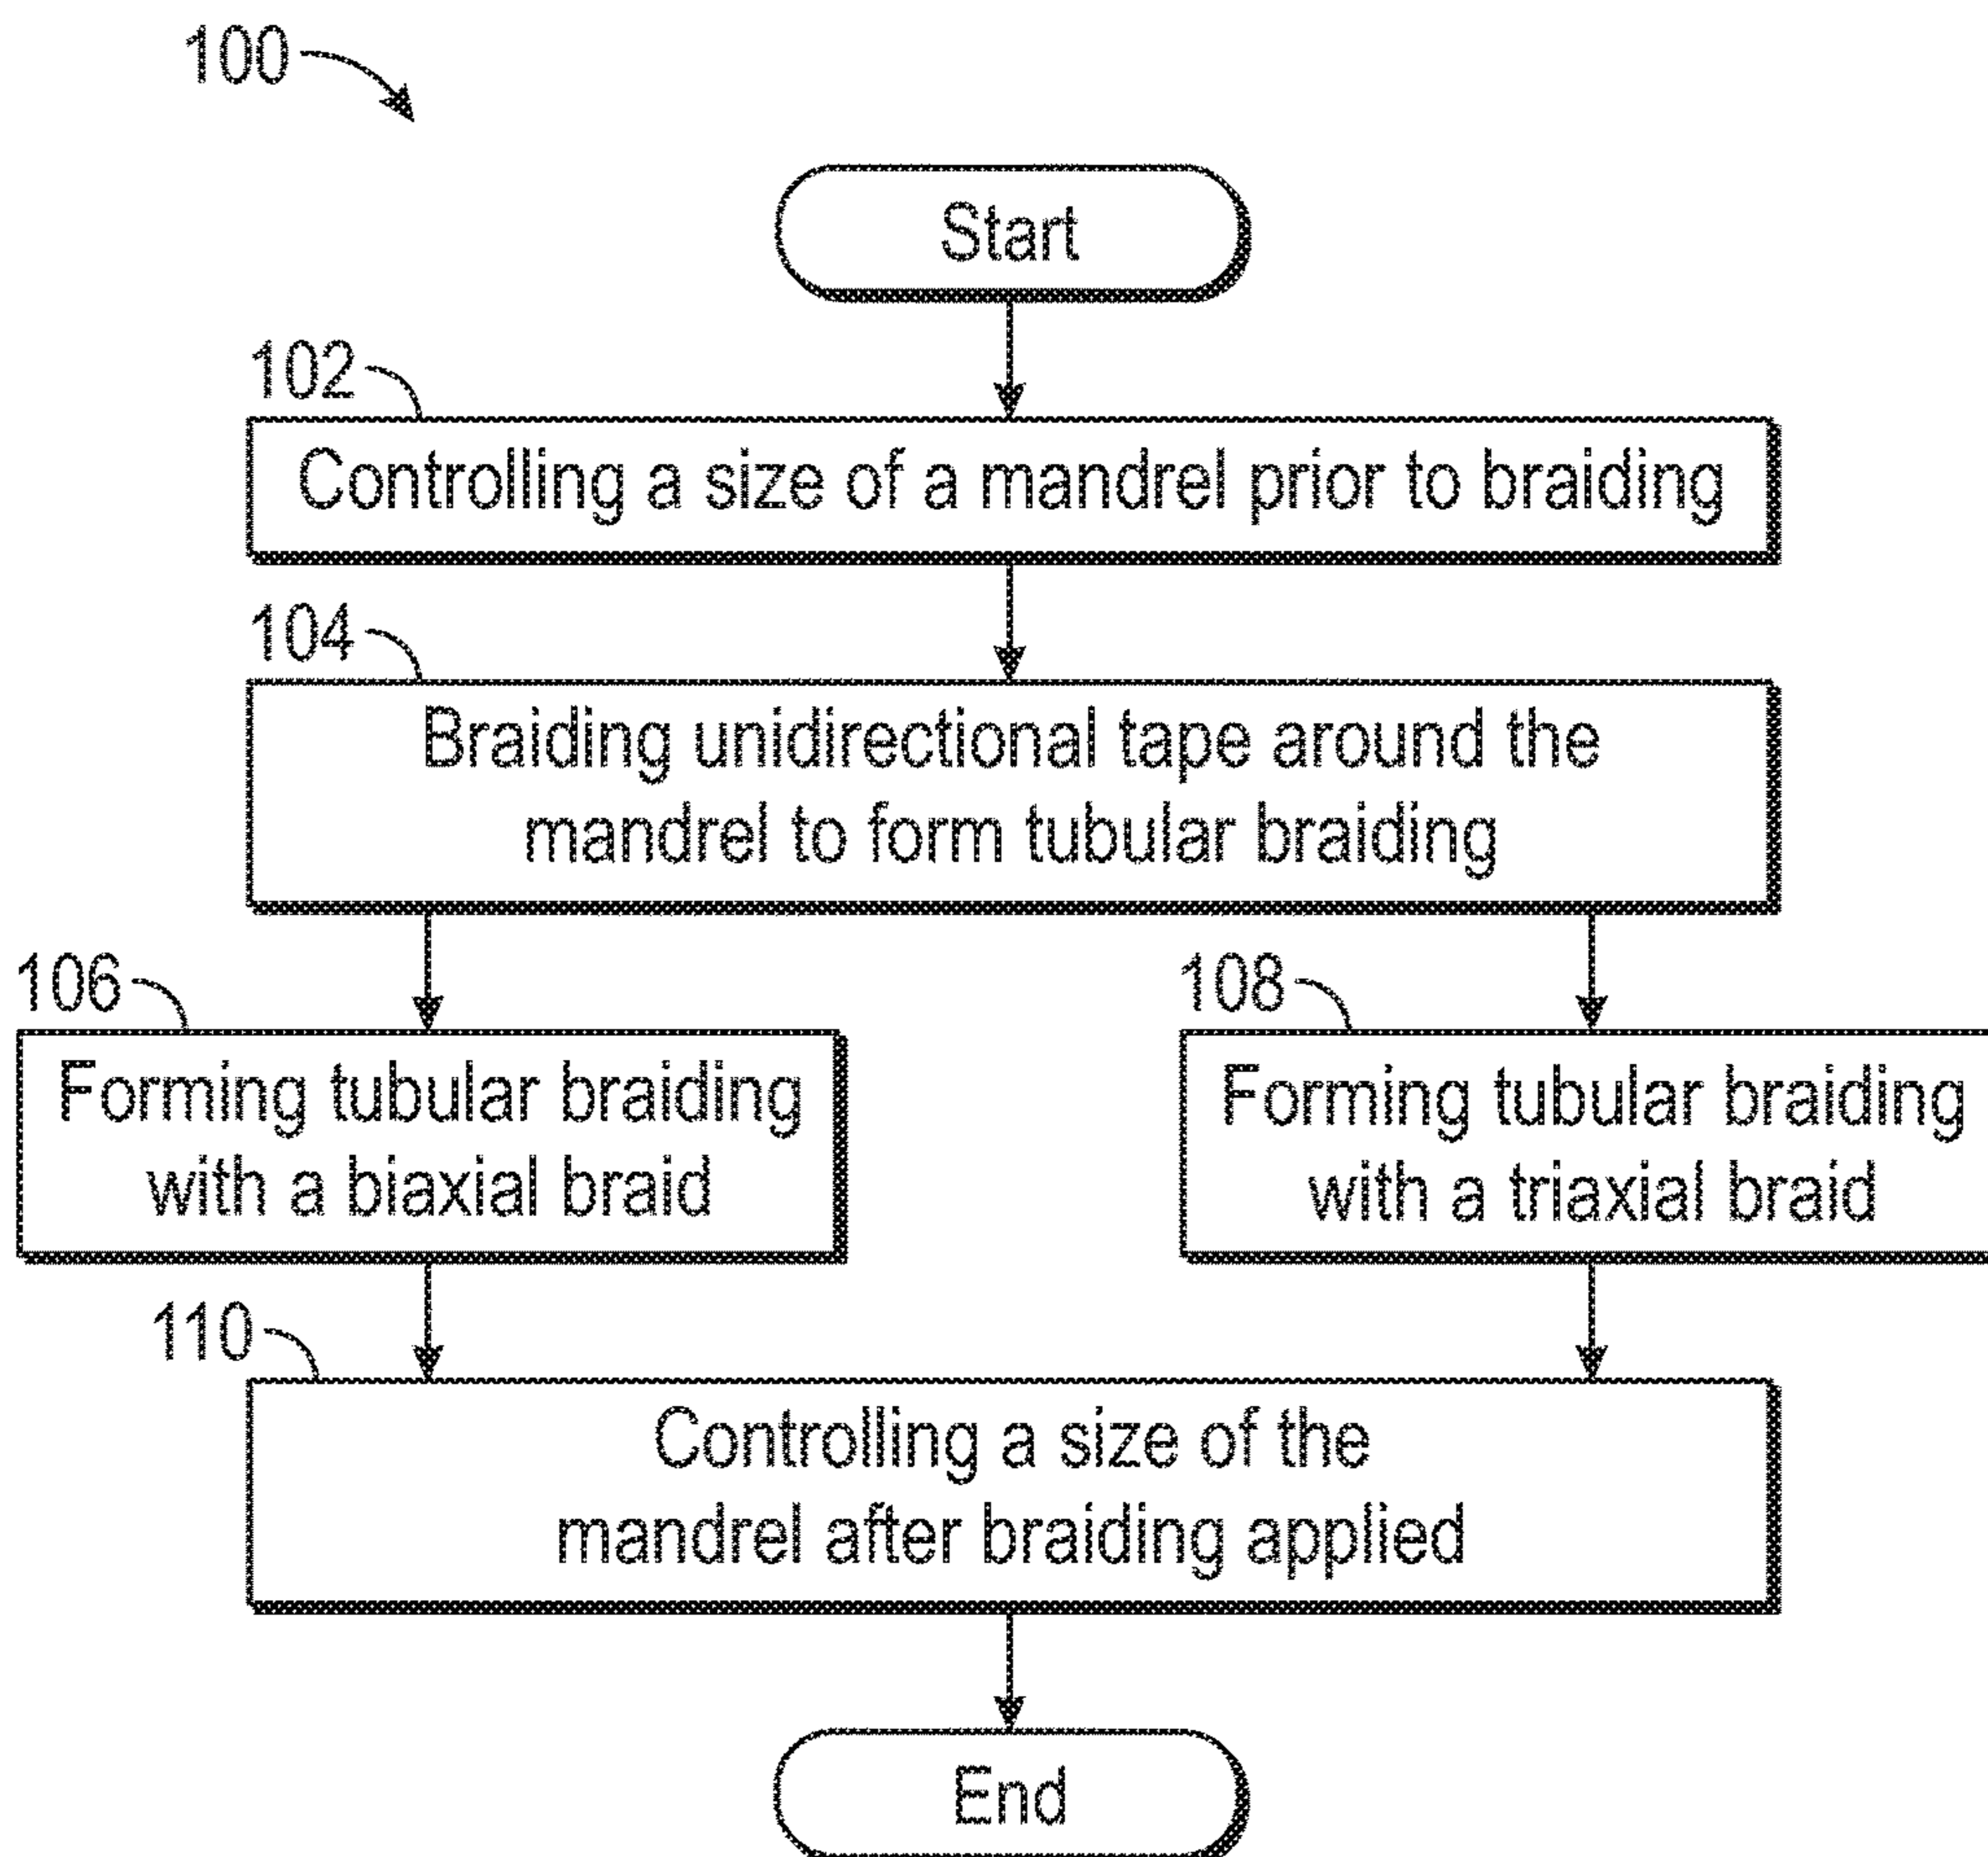 100
Start
102
Controlling a size of a mandrel prior to braiding
104
Braiding unidirectional tape around the
mandrel to form tubular braiding
106
Forming tubular braiding
with a biaxial braid
108
Forming tubular braiding
with a triaxial braid
110
Controlling a size of the
mandrel after braiding applied
End